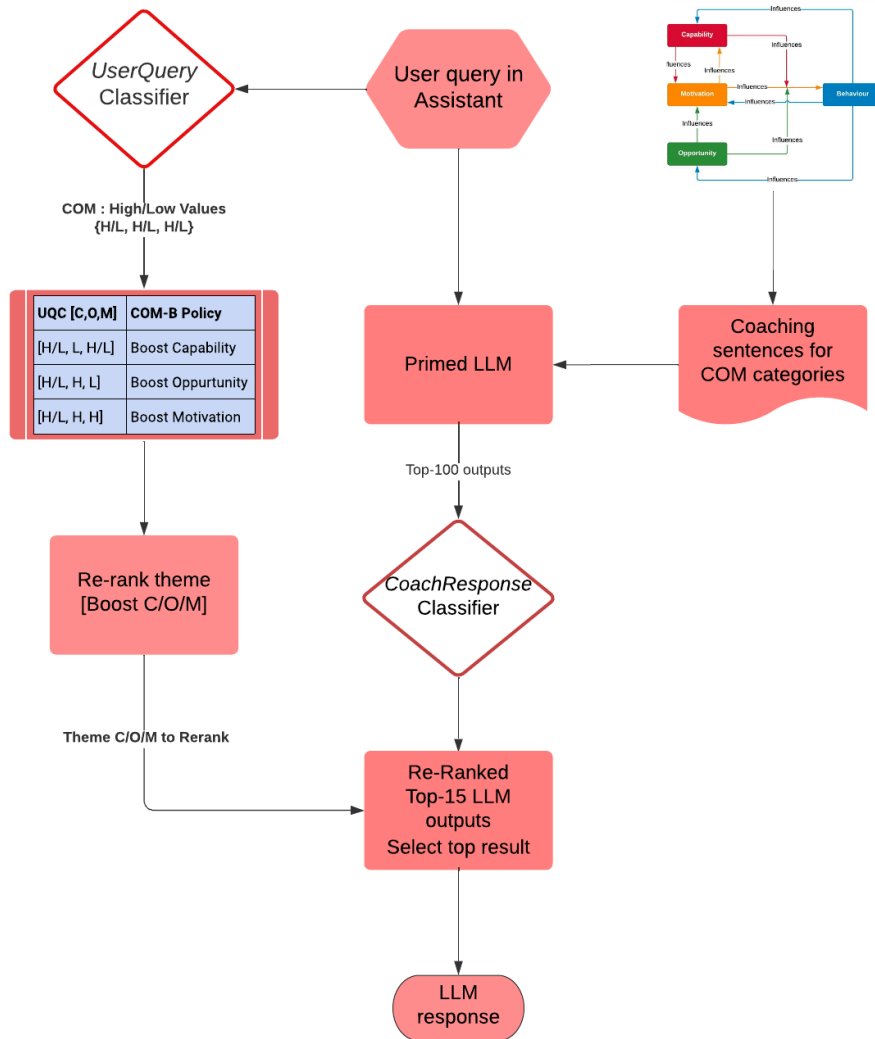 UserQuery
Classifier
User query in
Assistant
Influences
Capability
Influences
fluences
Influences
Motivation
Influences
Behaviour
Influences
Influences
Influences
Opportunity
Influences
COM : High/Low Values
{H/L, H/L, H/L}
UQC [C,O,M] COM-B Policy
[H/L, L, H/L] Boost Capability
[H/L, H, L] Boost Oppurtunity
[H/L, H, H] Boost Motivation
Primed LLM
Coaching
sentences for
COM categories
Top-100 outputs
Re-rank theme
[Boost C/O/M]
CoachResponse
Classifier
Theme C/O/M to Rerank
Re-Ranked
Top-15 LLM
outputs
Select top result
LLM
response